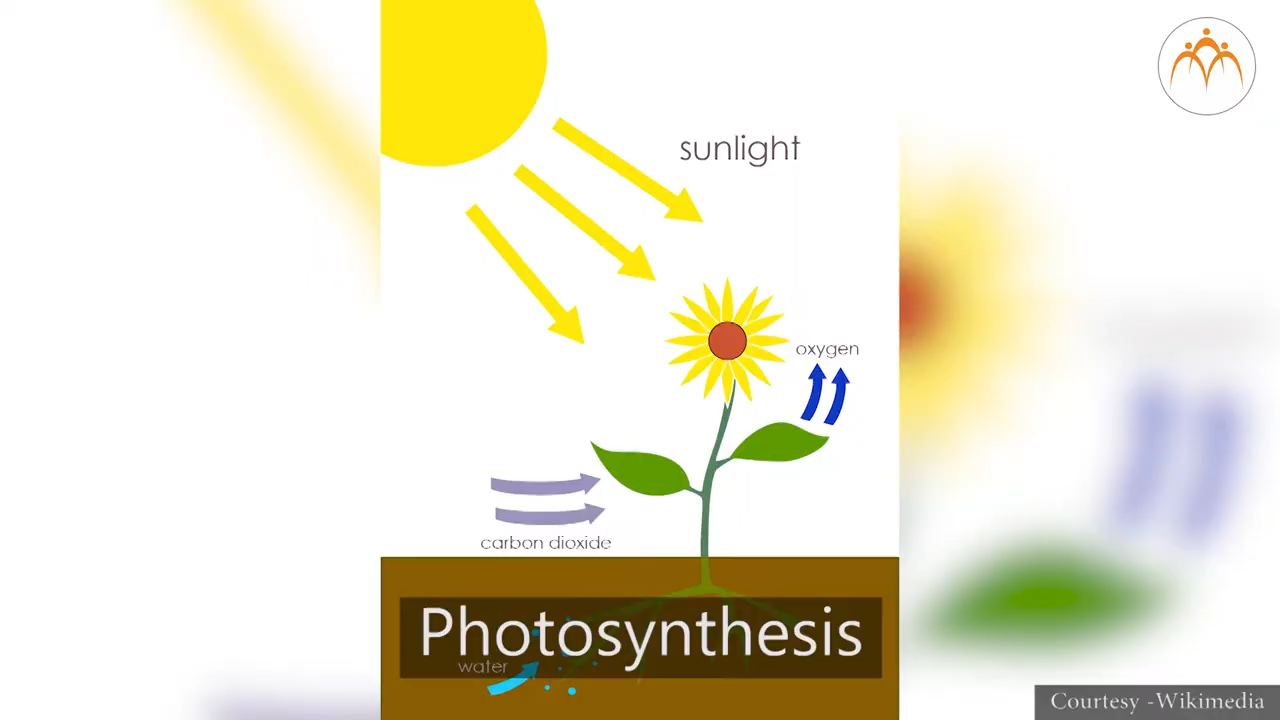 sunlight
oxygen
carbon dioxide
Photosynthesis
water
Courtesy -Wikimedia